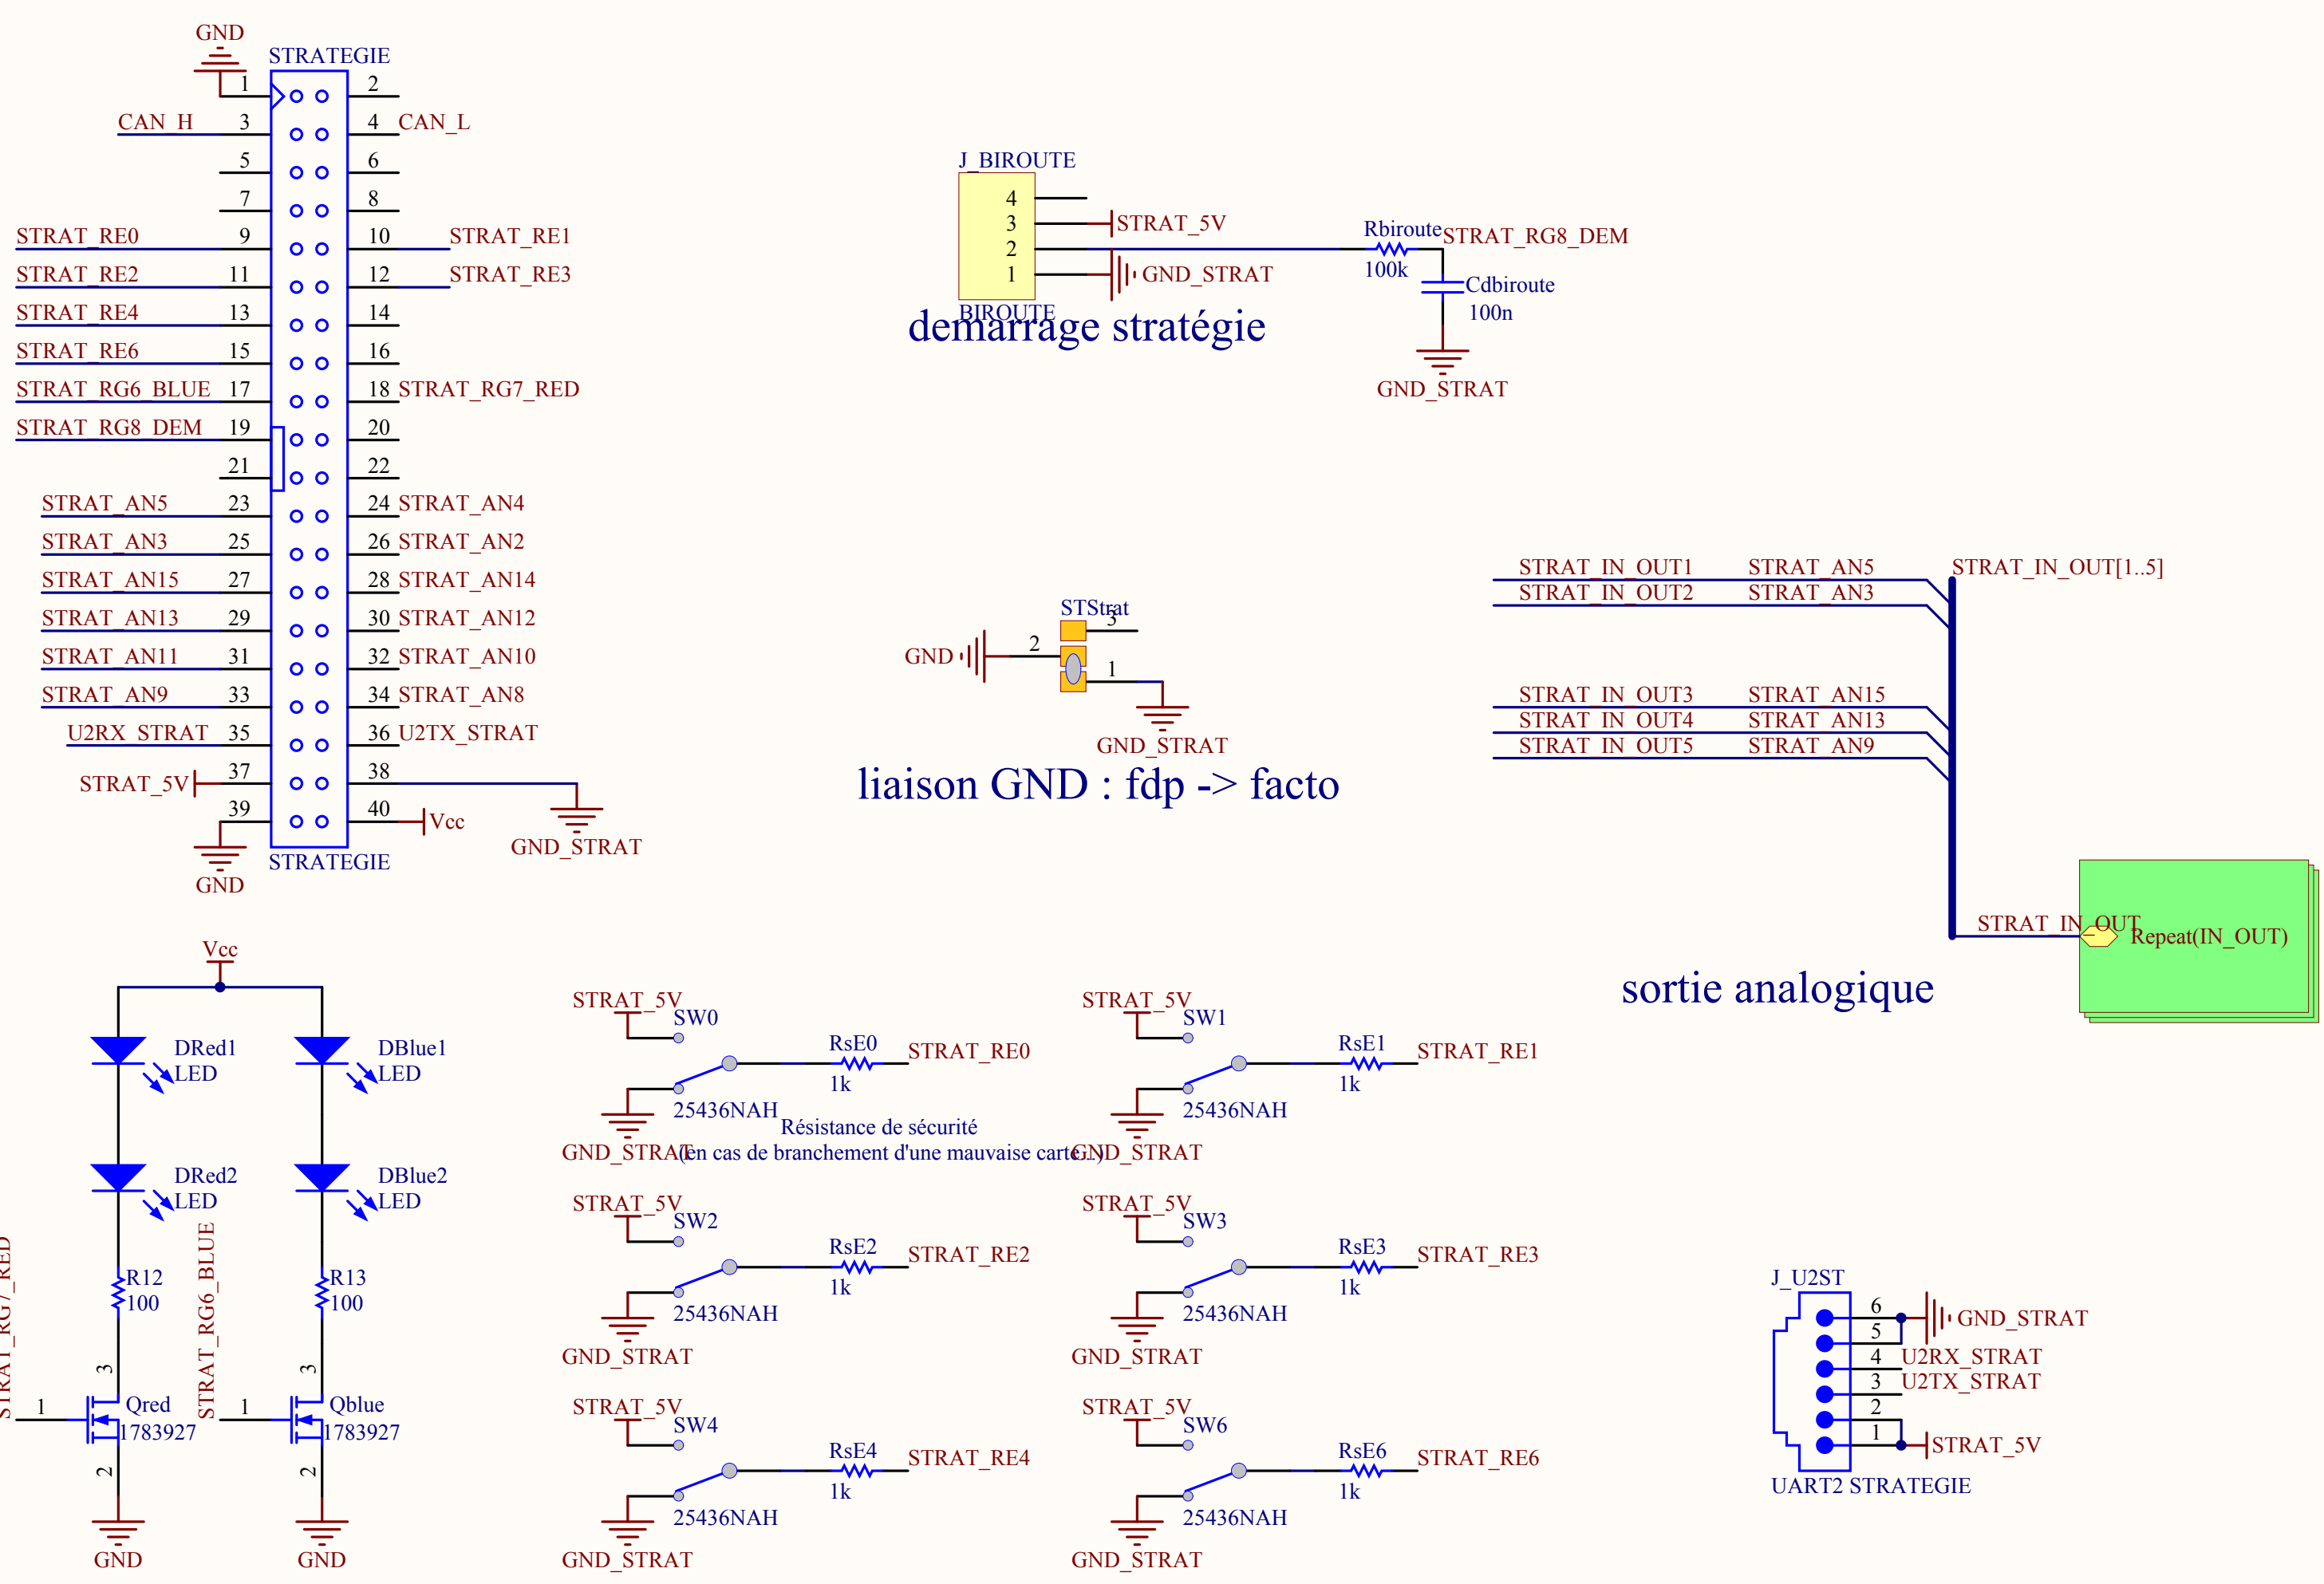 GND
STRATEGIE
1 2
CAN_H 3 4 CAN_L
5 6
7 8
STRAT_RE0 9 10 STRAT_RE1
STRAT_RE2 11 12 STRAT_RE3
STRAT_RE4 13 14
STRAT_RE6 15 16
STRAT_RG6_BLUE 17 18 STRAT_RG7_RED
STRAT_RG8_DEM 19 20
21 22
STRAT_AN5 23 24 STRAT_AN4
STRAT_AN3 25 26 STRAT_AN2
STRAT_AN15 27 28 STRAT_AN14
STRAT_AN13 29 30 STRAT_AN12
STRAT_AN11 31 32 STRAT_AN10
STRAT_AN9 33 34 STRAT_AN8
U2RX_STRAT 35 36 U2TX_STRAT
STRAT_5V 37 38
39 40 Vcc
GND_STRAT
STRATEGIE
GND
J_BIROUTE
4
3 STRAT_5V
2
1 GND_STRAT
BIROUTE
Rbiroute
100k
STRAT_RG8_DEM
Cdbiroute
100n
GND_STRAT
demarrage stratégie
STStrat
3
GND 2
1
GND_STRAT
liaison GND : fdp -> facto
STRAT_IN_OUT1 STRAT_AN5 STRAT_IN_OUT[1..5]
STRAT_IN_OUT2 STRAT_AN3
STRAT_IN_OUT3 STRAT_AN15
STRAT_IN_OUT4 STRAT_AN13
STRAT_IN_OUT5 STRAT_AN9
STRAT_IN_OUT
Repeat(IN_OUT)
sortie analogique
Vcc
DRed1
LED
DBlue1
LED
DRed2
LED
DBlue2
LED
STRAT_RG7_RED
R12
100
STRAT_RG6_BLUE
R13
100
3
1
Qred
1783927
2
GND
3
1
Qblue
1783927
2
GND
STRAT_5V
SW0
RsE0
STRAT_RE0
1k
25436NAH
GND_STRAT
STRAT_5V
SW1
RsE1
STRAT_RE1
1k
25436NAH
GND_STRAT
Résistance de sécurité
(en cas de branchement d'une mauvaise carte...)
STRAT_5V
SW2
RsE2
STRAT_RE2
1k
25436NAH
GND_STRAT
STRAT_5V
SW3
RsE3
STRAT_RE3
1k
25436NAH
GND_STRAT
STRAT_5V
SW4
RsE4
STRAT_RE4
1k
25436NAH
GND_STRAT
STRAT_5V
SW6
RsE6
STRAT_RE6
1k
25436NAH
GND_STRAT
J_U2ST
6 GND_STRAT
5
4 U2RX_STRAT
3 U2TX_STRAT
2
1 STRAT_5V
UART2 STRATEGIE